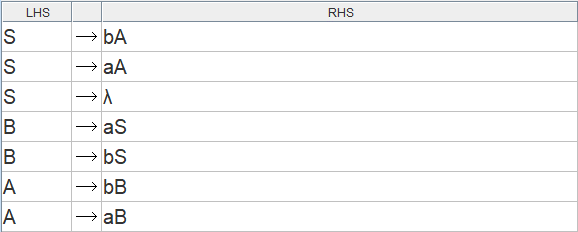 LHS RHS
S → bA
S → aA
S → λ
B → aS
B → bS
A → bB
A → aB